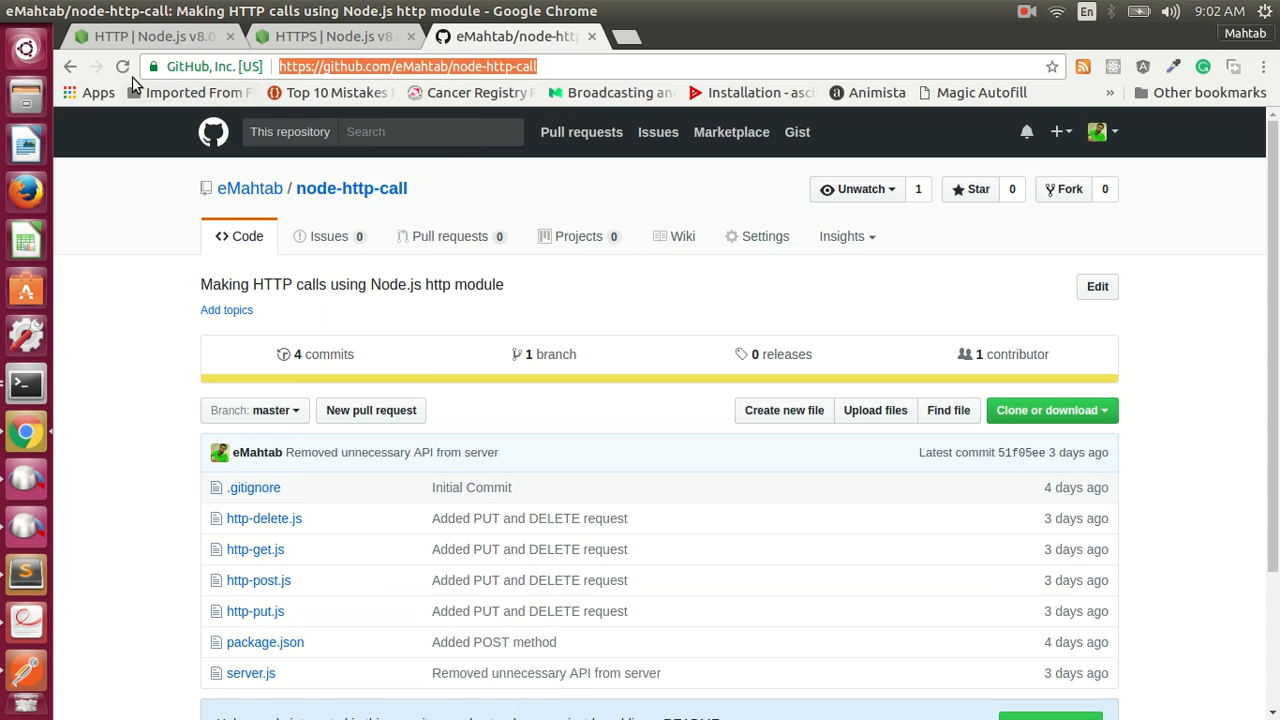 eMahtab/node-http-call: Making HTTP calls using Node.js http module - Google Chrome En 9:02 AM
HTTP | Node.js v8.0 HTTPS | Node.js v8.0 eMahtab/node-http Mahtab
GitHub, Inc. [US] https://github.com/eMahtab/node-http-call
Apps Imported From Top 10 Mistakes Cancer Registry Broadcasting Installation - asc Animista Magic Autofill » Other bookmarks
This repository Search Pull requests Issues Marketplace Gist
eMahtab / node-http-call Unwatch 1 Star 0 Fork 0
Code Issues 0 Pull requests 0 Projects 0 Wiki Settings Insights
Making HTTP calls using Node.js http module Edit
Add topics
4 commits 1 branch 0 releases 1 contributor
Branch: master New pull request Create new file Upload files Find file Clone or download
eMahtab Removed unnecessary API from server Latest commit 51f05ee 3 days ago
.gitignore Initial Commit 4 days ago
http-delete.js Added PUT and DELETE request 3 days ago
http-get.js Added PUT and DELETE request 3 days ago
http-post.js Added PUT and DELETE request 3 days ago
http-put.js Added PUT and DELETE request 3 days ago
package.json Added POST method 4 days ago
server.js Removed unnecessary API from server 3 days ago